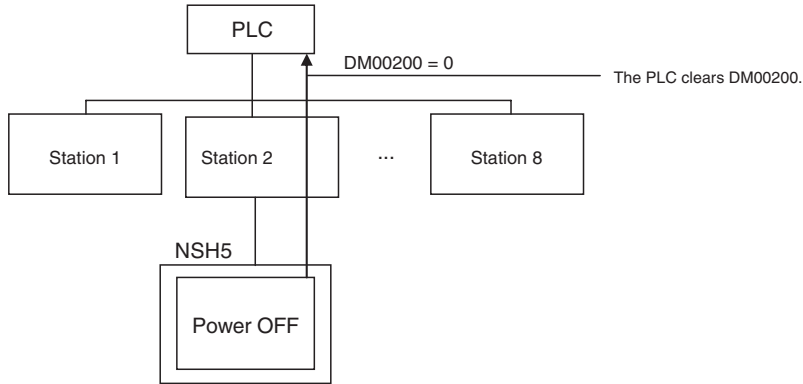 PLC
DM00200 = 0
The PLC clears DM00200.
Station 1
Station 2
...
Station 8
NSH5
Power OFF